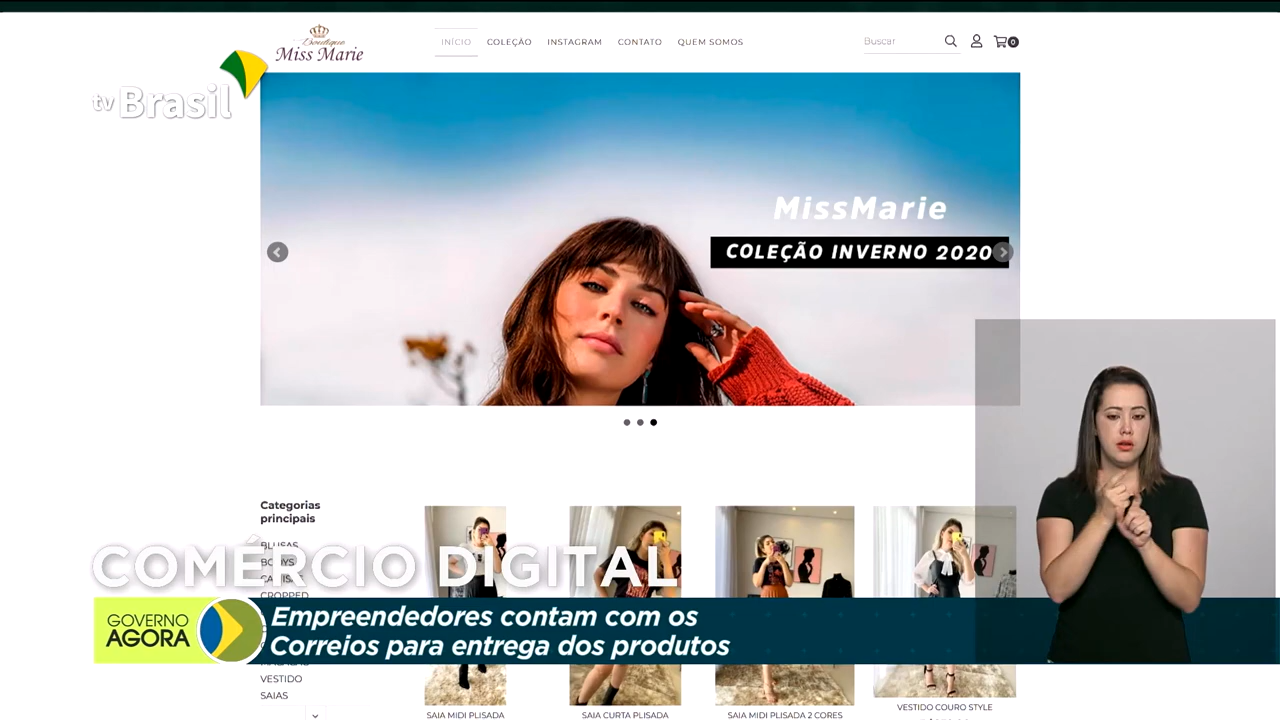 Boutique
Miss Marie
INÍCIO COLEÇÃO INSTAGRAM CONTATO QUEM SOMOS
Buscar
0
tv Brasil
MissMarie
COLEÇÃO INVERNO 2020
Categorias
principais
BLUSAS
BODYS
CROPPED
COMÉRCIO DIGITAL
GOVERNO
AGORA
Empreendedores contam com os
Correios para entrega dos produtos
VESTIDO
SAIAS
SAIA MIDI PLISADA
SAIA CURTA PLISADA
SAIA MIDI PLISADA 2 CORES
VESTIDO COURO STYLE